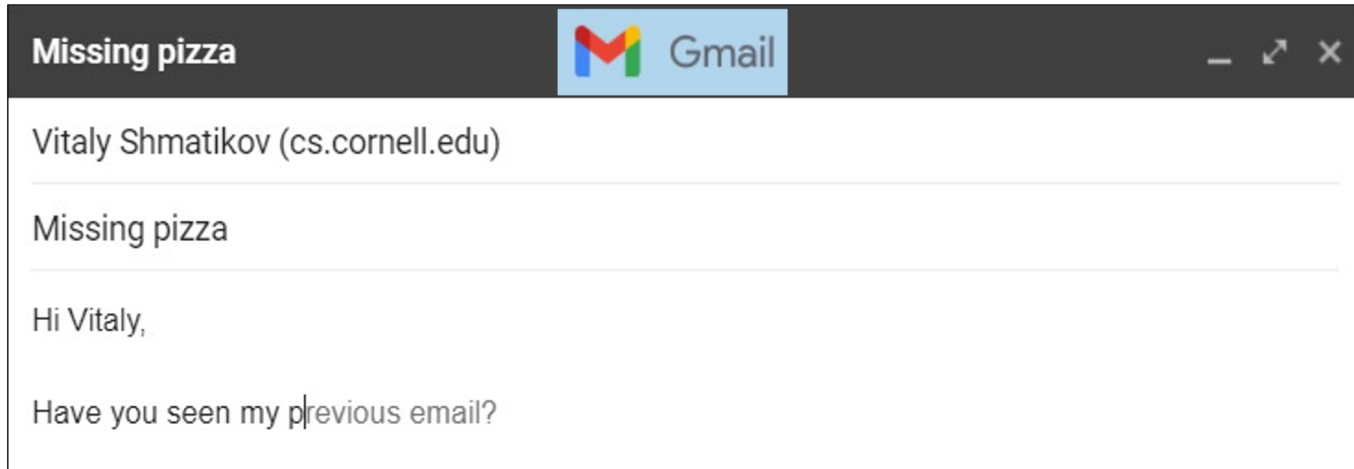 Missing pizza Gmail
Vitaly Shmatikov (cs.cornell.edu)
Missing pizza
Hi Vitaly,
Have you seen my previous email?